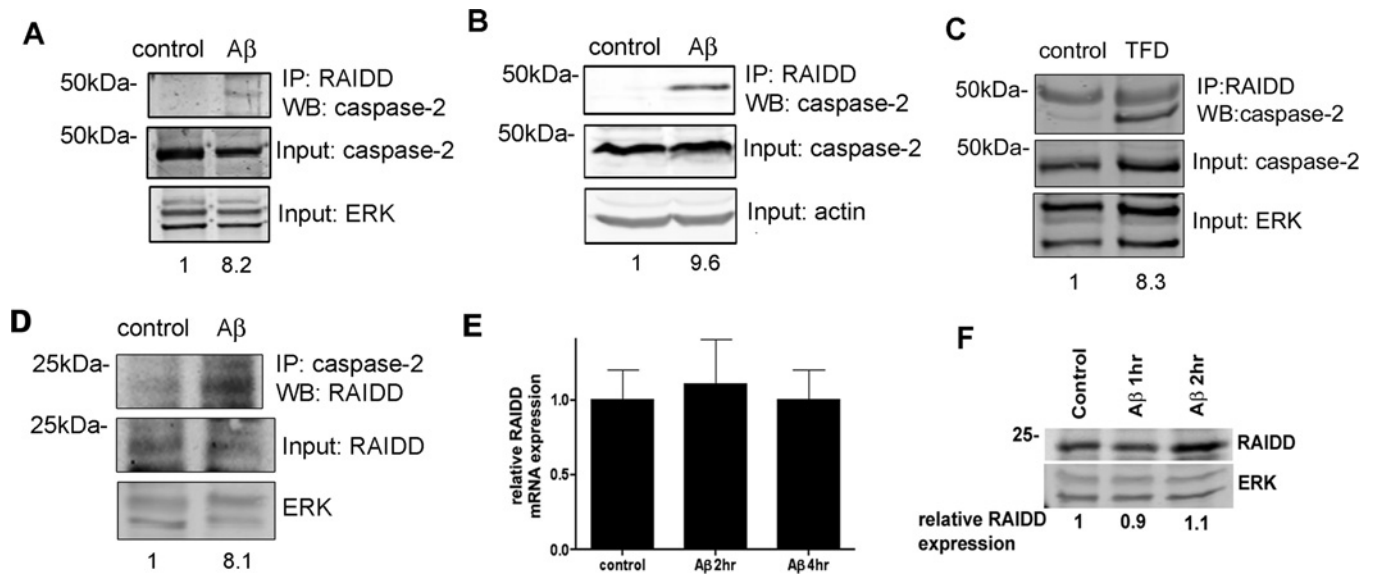 A
control Aβ
50kDa-
IP: RAIDD
WB: caspase-2
50kDa-
Input: caspase-2
Input: ERK
1 8.2
B
control Aβ
50kDa-
IP: RAIDD
WB: caspase-2
50kDa-
Input: caspase-2
Input: actin
1 9.6
C
control TFD
50kDa-
IP:RAIDD
WB:caspase-2
50kDa-
Input: caspase-2
Input: ERK
1 8.3
D
control Aβ
25kDa-
IP: caspase-2
WB: RAIDD
25kDa-
Input: RAIDD
ERK
1 8.1
E
relative RAIDD
mRNA expression
1.0
0.5
0.0
control Aβ 2hr Aβ 4hr
F
Control Aβ 1hr Aβ 2hr
25-
RAIDD
ERK
relative RAIDD
expression
1 0.9 1.1